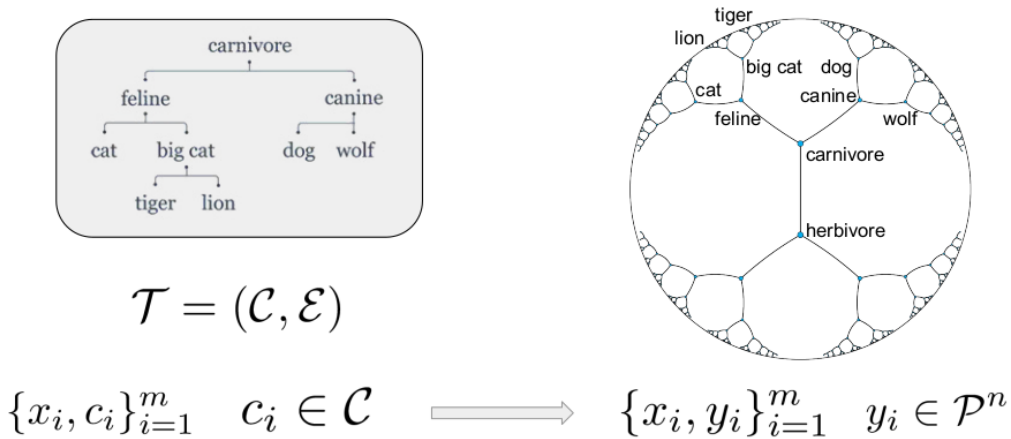 carnivore
feline canine
cat big cat dog wolf
tiger lion
tiger
lion
big cat dog
cat canine
feline wolf
carnivore
herbivore
𝒯 = (𝒞, ℰ)
{x_i, c_i}_{i=1}^m c_i ∈ 𝒞 {x_i, y_i}_{i=1}^m y_i ∈ 𝒫^n